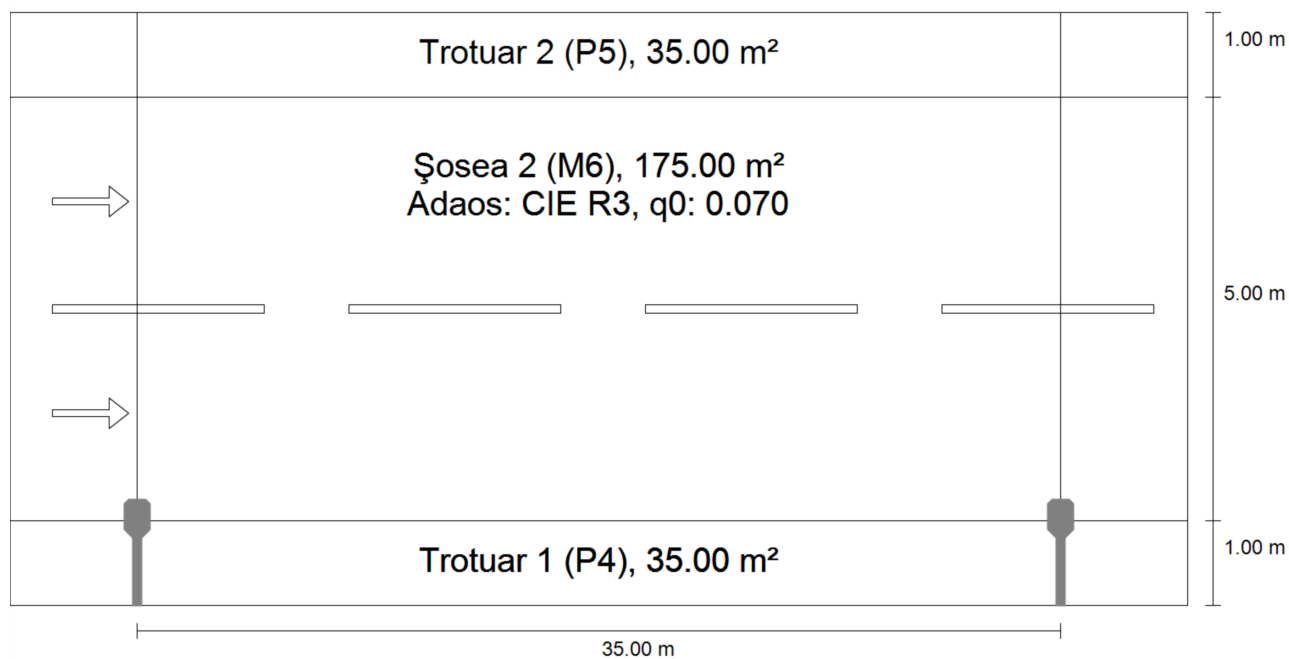 Trotuar 2 (P5), 35.00 m²
1.00 m
Şosea 2 (M6), 175.00 m²
Adaos: CIE R3, q0: 0.070
5.00 m
Trotuar 1 (P4), 35.00 m²
1.00 m
35.00 m